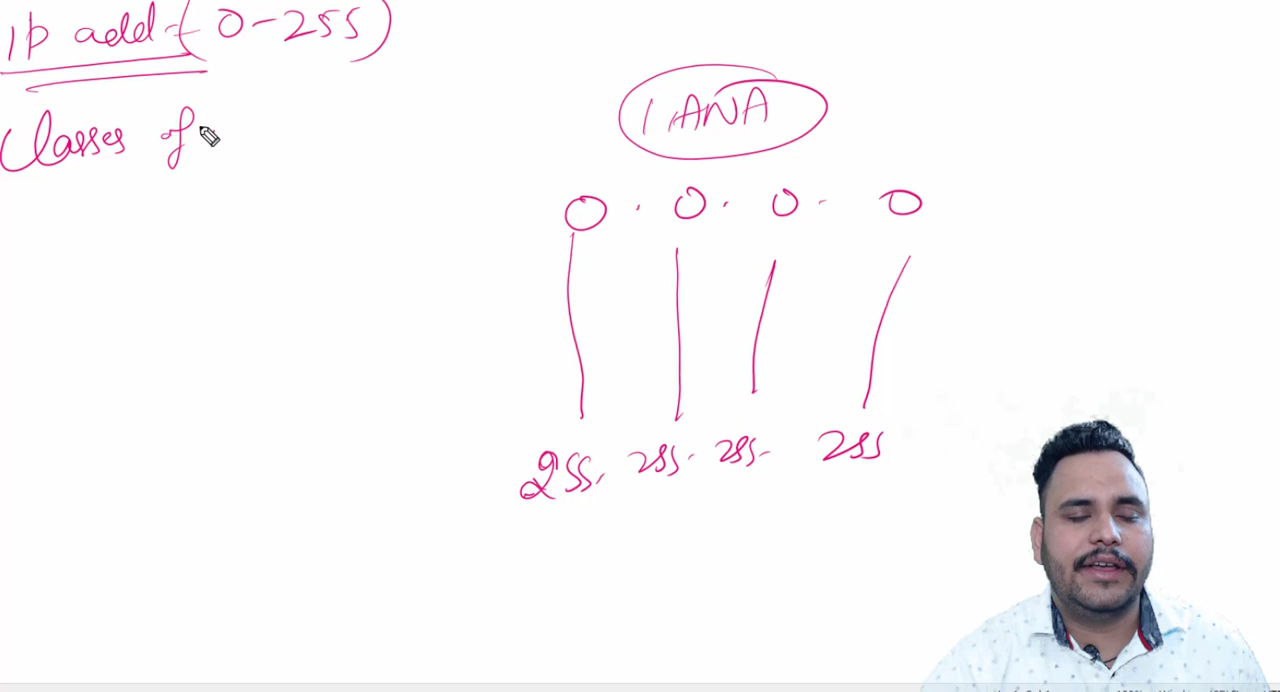 IP add - (0-255)
Classes of
IANA
0 . 0 . 0 . 0
255. 255. 255. 255